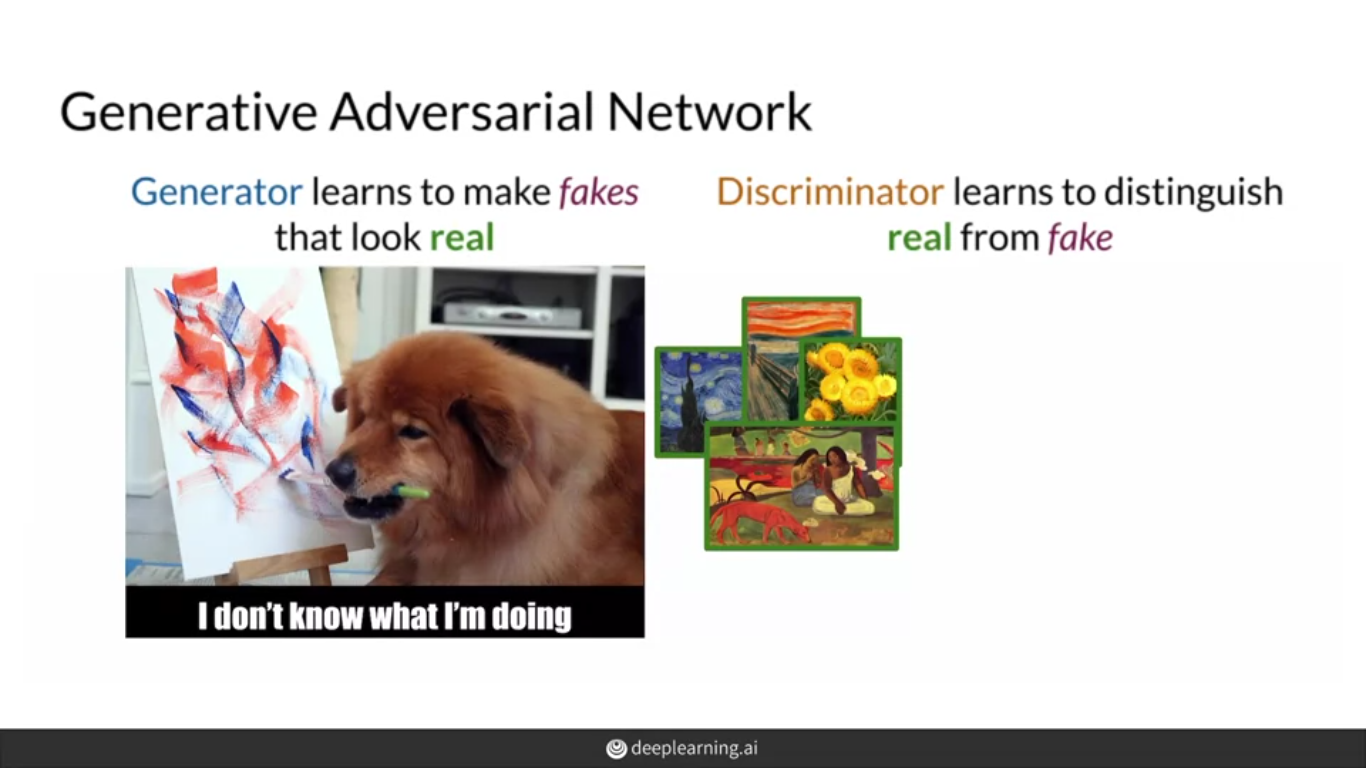 Generative Adversarial Network
Generator learns to make fakes
that look real
Discriminator learns to distinguish
real from fake
I don't know what I'm doing
deeplearning.ai